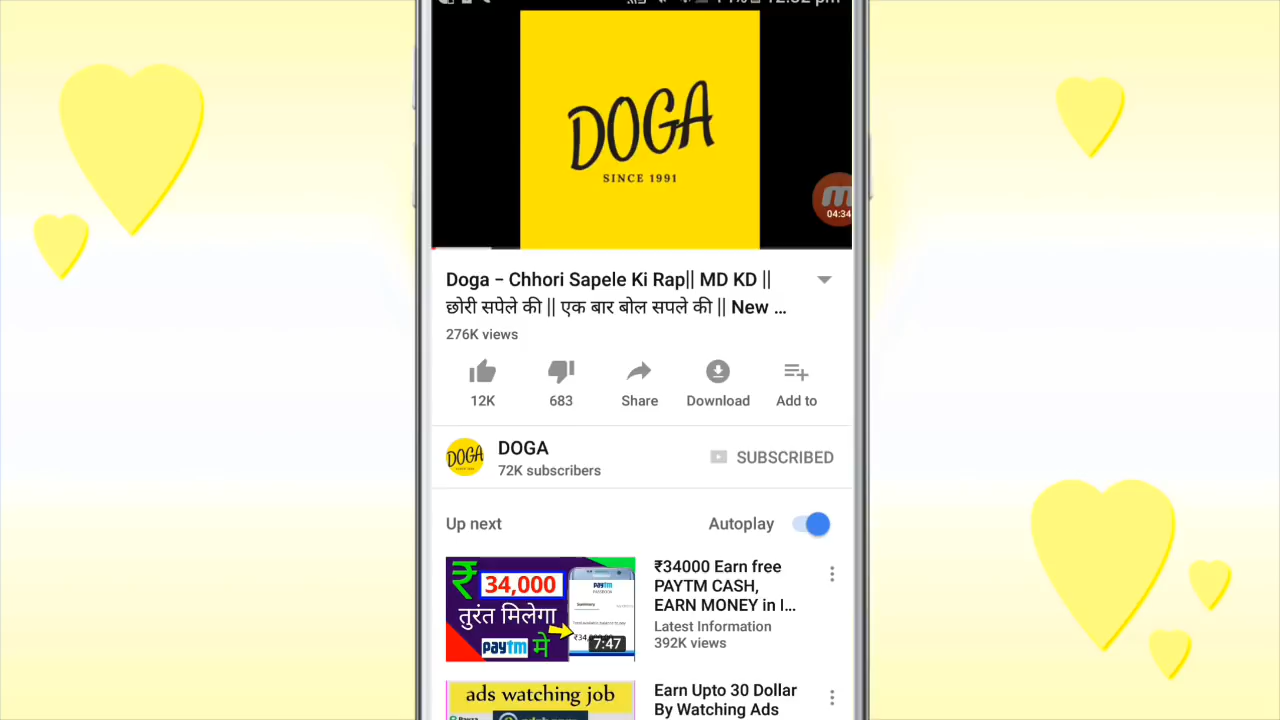 DOGA
SINCE 1991
04:34
Doga – Chhori Sapele Ki Rap|| MD KD ||
छोरी सपेले की || एक बार बोल सपले की || New ...
276K views
12K
683
Share
Download
Add to
DOGA
DOGA
72K subscribers
SUBSCRIBED
Up next
Autoplay
₹ 34,000
तुरंत मिलेगा
paytm में
paytm
Summary
7:47
₹34000 Earn free
PAYTM CASH,
EARN MONEY in I...
Latest Information
392K views
ads watching job
Earn Upto 30 Dollar
By Watching Ads